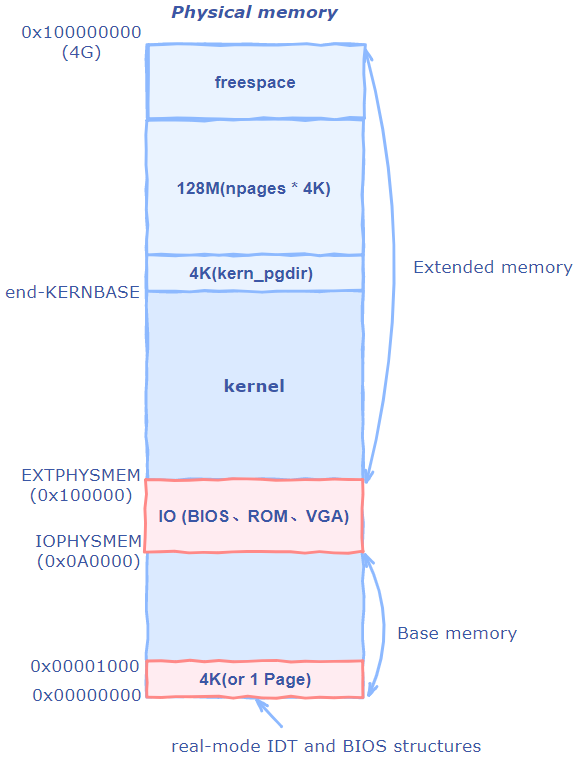 Physical memory
0x100000000
(4G)
freespace
128M(npages * 4K)
4K(kern_pgdir)
Extended memory
end-KERNBASE
kernel
EXTPHYSMEM
(0x100000)
IO (BIOS、ROM、VGA)
IOPHYSMEM
(0x0A0000)
Base memory
0x00001000
4K(or 1 Page)
0x00000000
real-mode IDT and BIOS structures